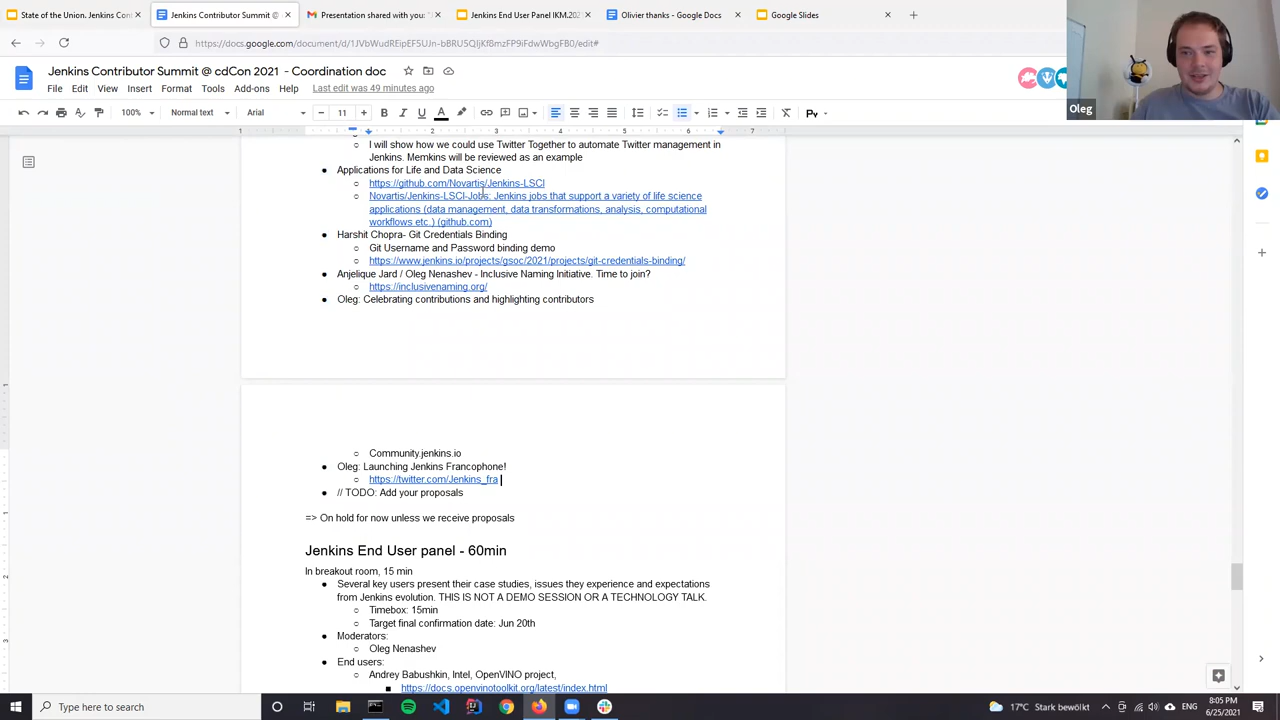 State of the Union. Jenkins Cont
Jenkins Contributor Summit @
Presentation shared with you: "
Jenkins End User Panel IKM.202
Olivier thanks - Google Docs
Google Slides
https://docs.google.com/document/d/1JVbWudREipEF5UJn-bBRU5QljKf8mzFP9iFdwWbgFB0/edit#
Jenkins Contributor Summit @ cdCon 2021 - Coordination doc
File Edit View Insert Format Tools Add-ons Help Last edit was 49 minutes ago
100% Normal text Arial 11
1 2 3 4 5 6 7
Oleg
I will show how we could use Twitter Together to automate Twitter management in
Jenkins. Memkins will be reviewed as an example
Applications for Life and Data Science
https://github.com/Novartis/Jenkins-LSCI
Novartis/Jenkins-LSCI-Jobs: Jenkins jobs that support a variety of life science
applications (data management, data transformations, analysis, computational
workflows etc.) (github.com)
Harshit Chopra- Git Credentials Binding
Git Username and Password binding demo
https://www.jenkins.io/projects/gsoc/2021/projects/git-credentials-binding/
Anjelique Jard / Oleg Nenashev - Inclusive Naming Initiative. Time to join?
https://inclusivenaming.org/
Oleg: Celebrating contributions and highlighting contributors
Community.jenkins.io
Oleg: Launching Jenkins Francophone!
https://twitter.com/Jenkins_fra
// TODO: Add your proposals
=> On hold for now unless we receive proposals
Jenkins End User panel - 60min
In breakout room, 15 min
Several key users present their case studies, issues they experience and expectations
from Jenkins evolution. THIS IS NOT A DEMO SESSION OR A TECHNOLOGY TALK.
Timebox: 15min
Target final confirmation date: Jun 20th
Moderators:
Oleg Nenashev
End users:
Andrey Babushkin, Intel, OpenVINO project,
https://docs.openvinotoolkit.org/latest/index.html
Type here to search
17°C Stark bewölkt
ENG
8:05 PM
6/25/2021